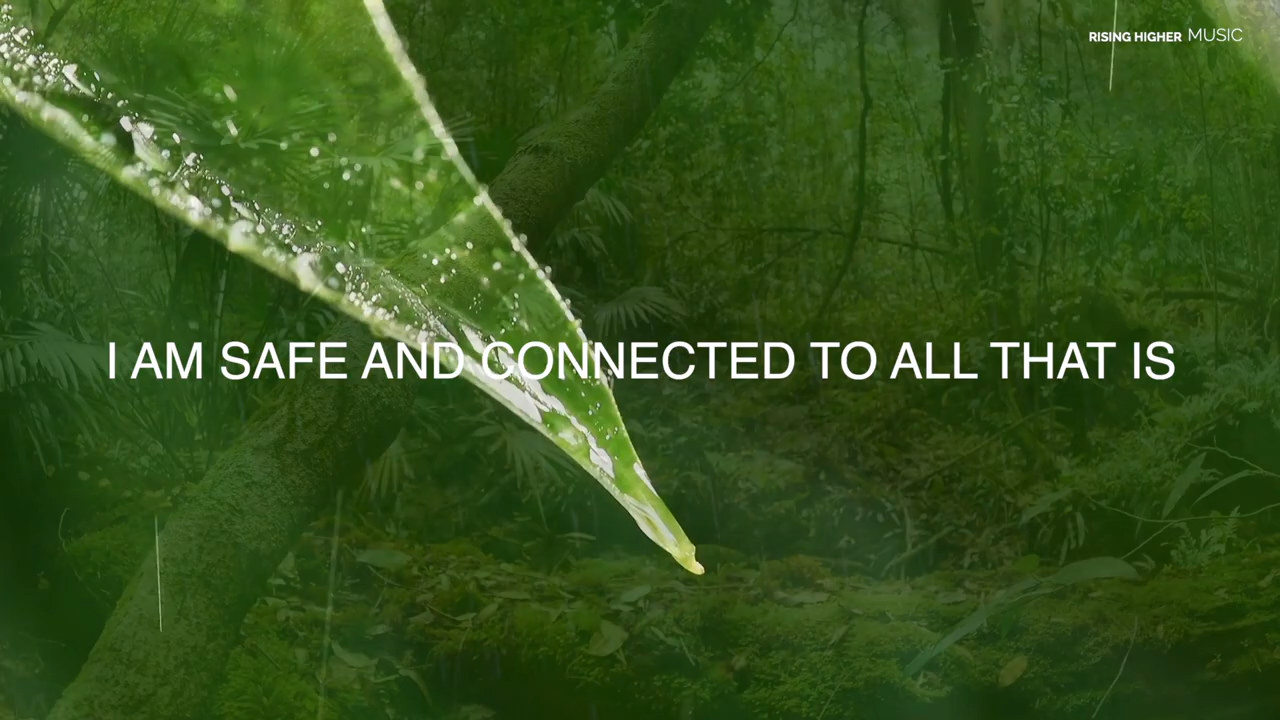 RISING HIGHER MUSIC
I AM SAFE AND CONNECTED TO ALL THAT IS